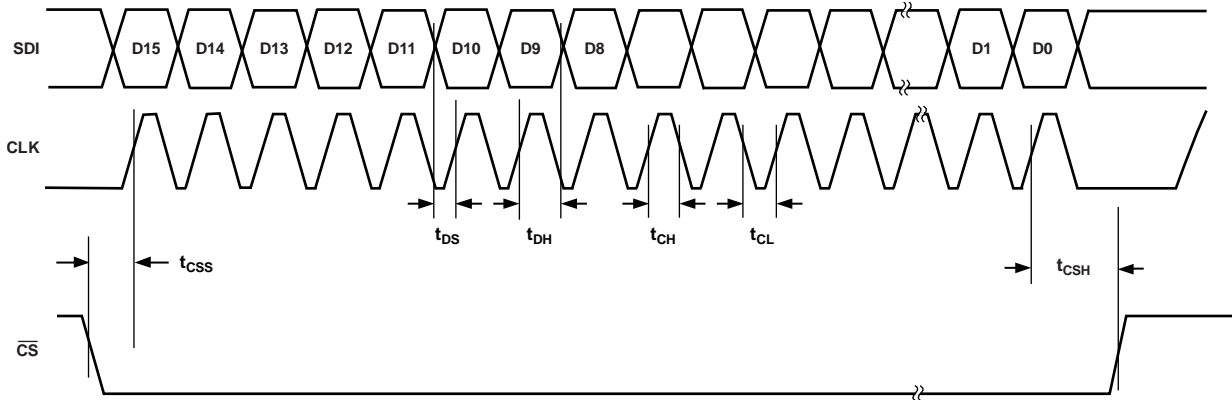 SDI D15 D14 D13 D12 D11 D10 D9 D8 D1 D0
CLK
tDS tDH tCH tCL
tCSS tCSH
CS